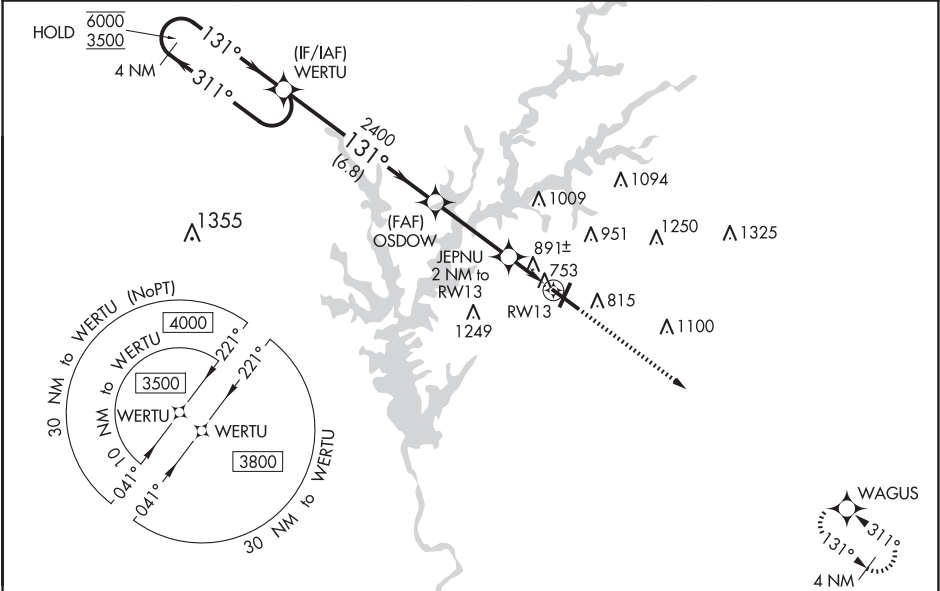 HOLD 6000
3500
131°
4 NM
311°
(IF/IAF)
WERTU
2400
131°
(6.8)
1094
1009
1355
(FAF)
OSDOW
951
1250
1325
JEPNU
2 NM to
RW13
891±
753
RW13
815
1249
1100
30 NM to WERTU (NoPT)
4000
221°
10 NM to WERTU
3500
221°
WERTU
WERTU
3800
041°
041°
30 NM to WERTU
WAGUS
311°
131°
4 NM